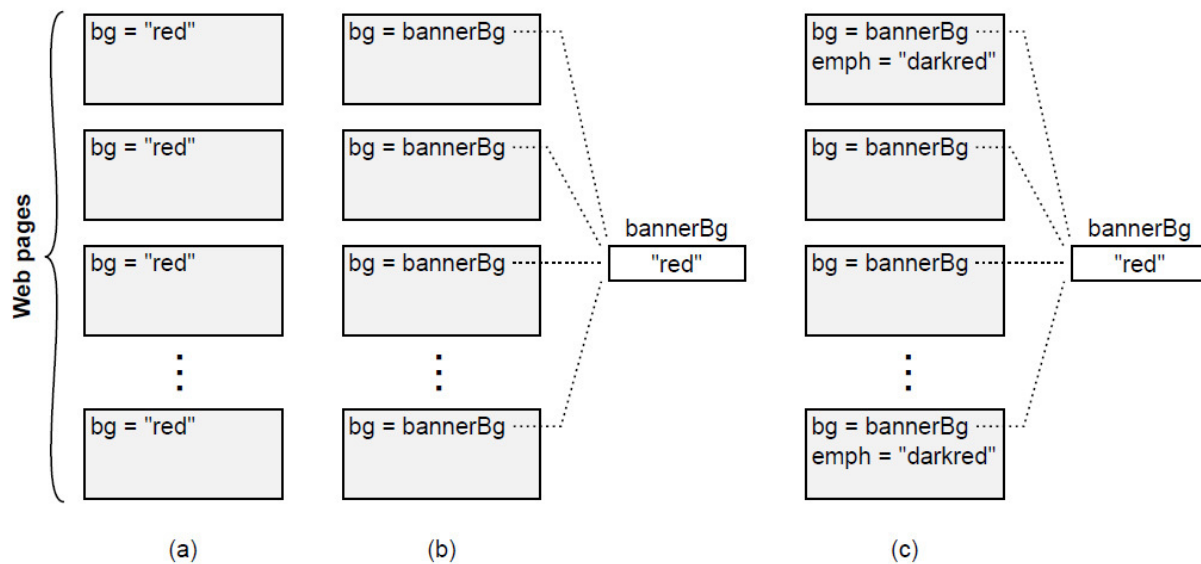 Web pages
bg = "red"
bg = "red"
bg = "red"
bg = "red"
(a)
bg = bannerBg
bg = bannerBg
bg = bannerBg
bg = bannerBg
bannerBg
"red"
(b)
bg = bannerBg
emph = "darkred"
bg = bannerBg
bg = bannerBg
bg = bannerBg
emph = "darkred"
bannerBg
"red"
(c)